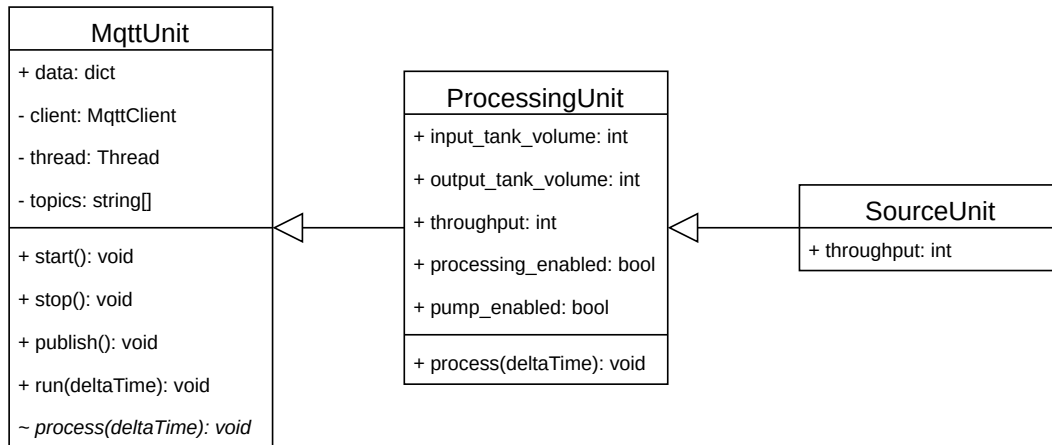 MqttUnit
+ data: dict
- client: MqttClient
- thread: Thread
- topics: string[]
+ start(): void
+ stop(): void
+ publish(): void
+ run(deltaTime): void
~ process(deltaTime): void
ProcessingUnit
+ input_tank_volume: int
+ output_tank_volume: int
+ throughput: int
+ processing_enabled: bool
+ pump_enabled: bool
+ process(deltaTime): void
SourceUnit
+ throughput: int